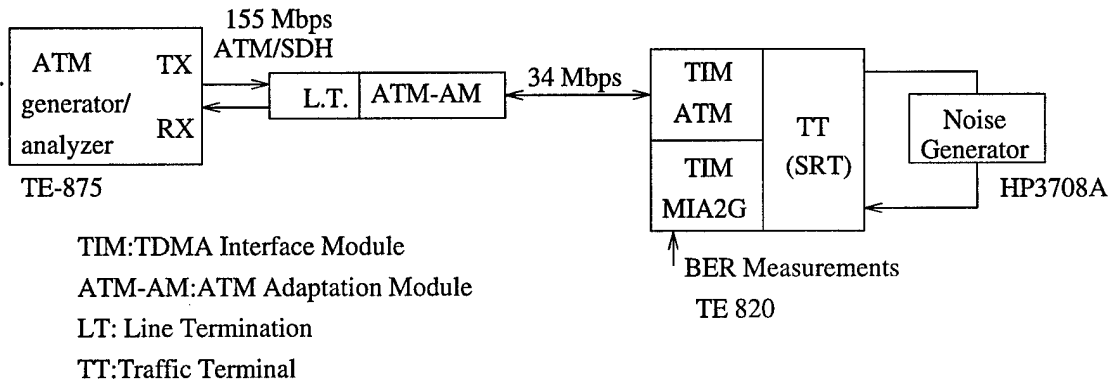 155 Mbps
ATM/SDH
ATM
generator/
analyzer
TX
RX
TE-875
L.T.
ATM-AM
34 Mbps
TIM
ATM
TIM
MIA2G
TT
(SRT)
Noise
Generator
HP3708A
BER Measurements
TE 820
TIM:TDMA Interface Module
ATM-AM:ATM Adaptation Module
LT: Line Termination
TT:Traffic Terminal